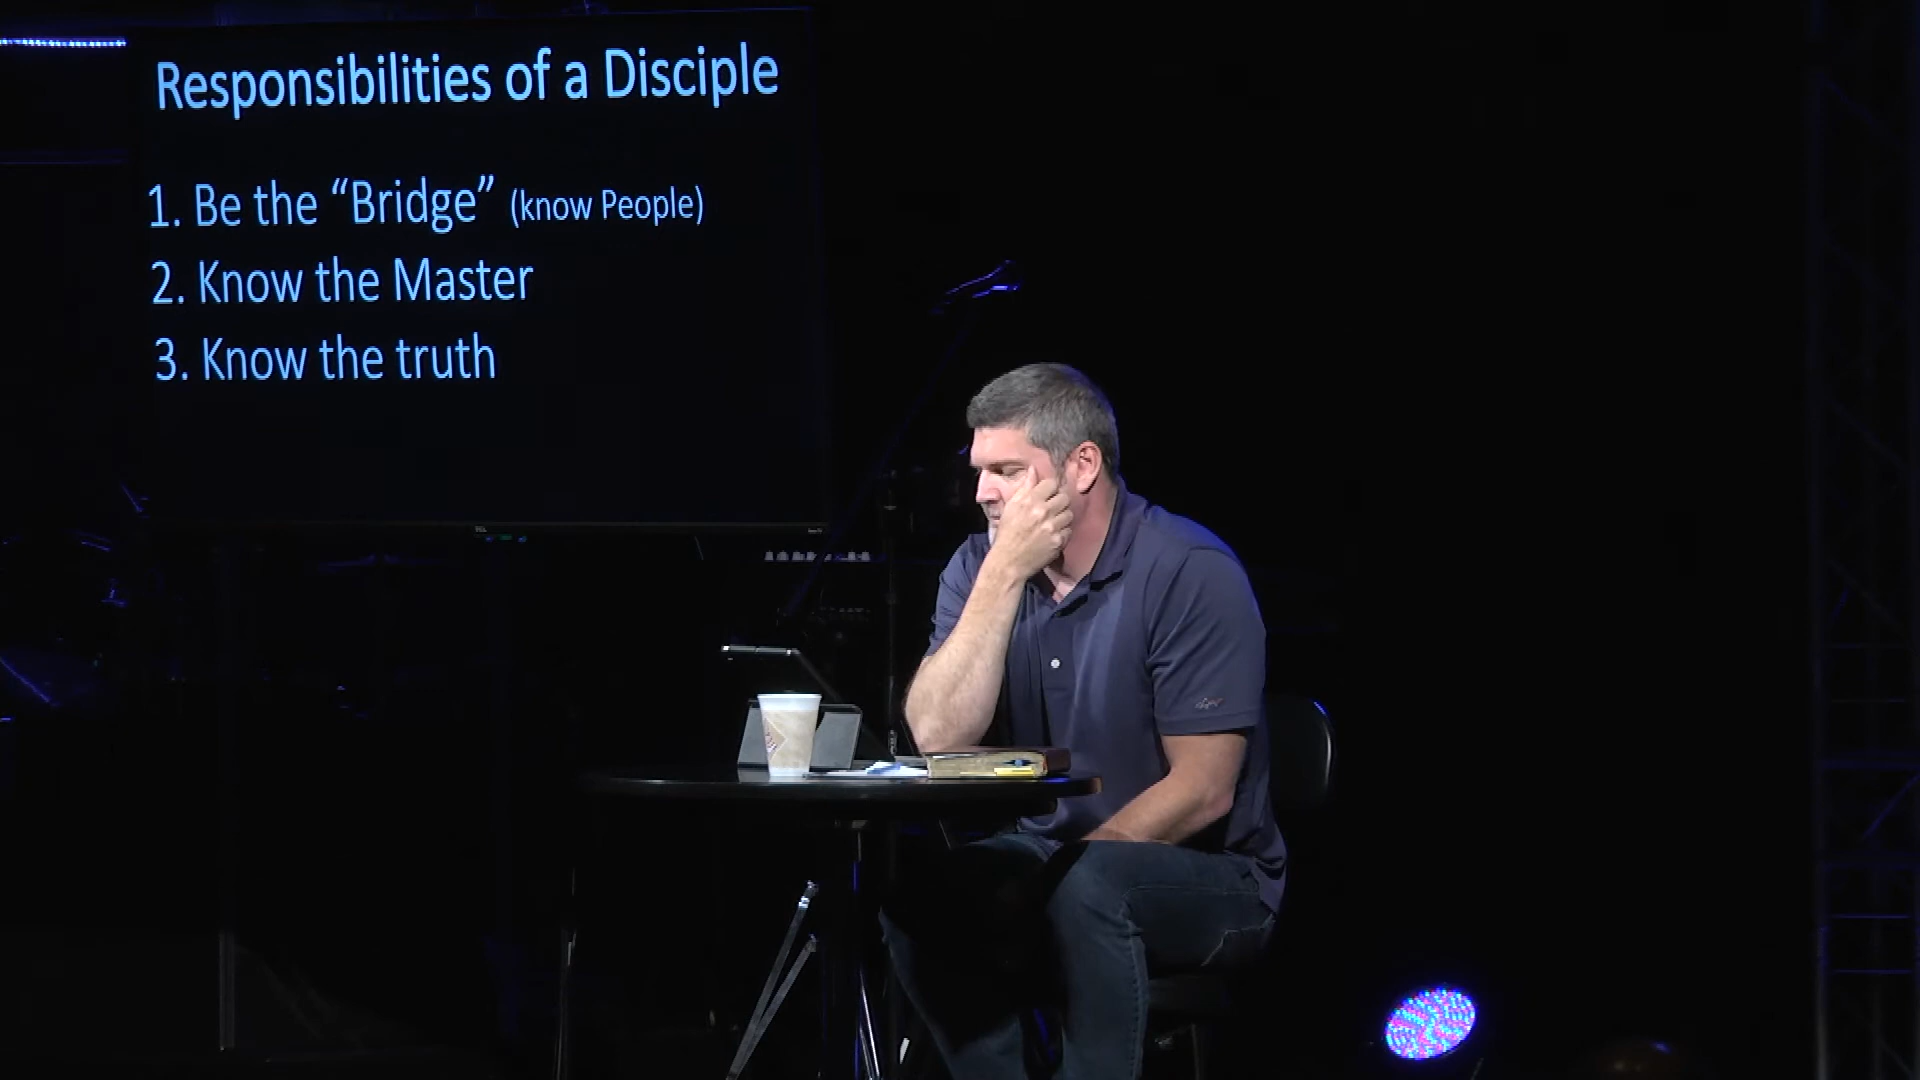 Responsibilities of a Disciple
1. Be the “Bridge” (know People)
2. Know the Master
3. Know the truth